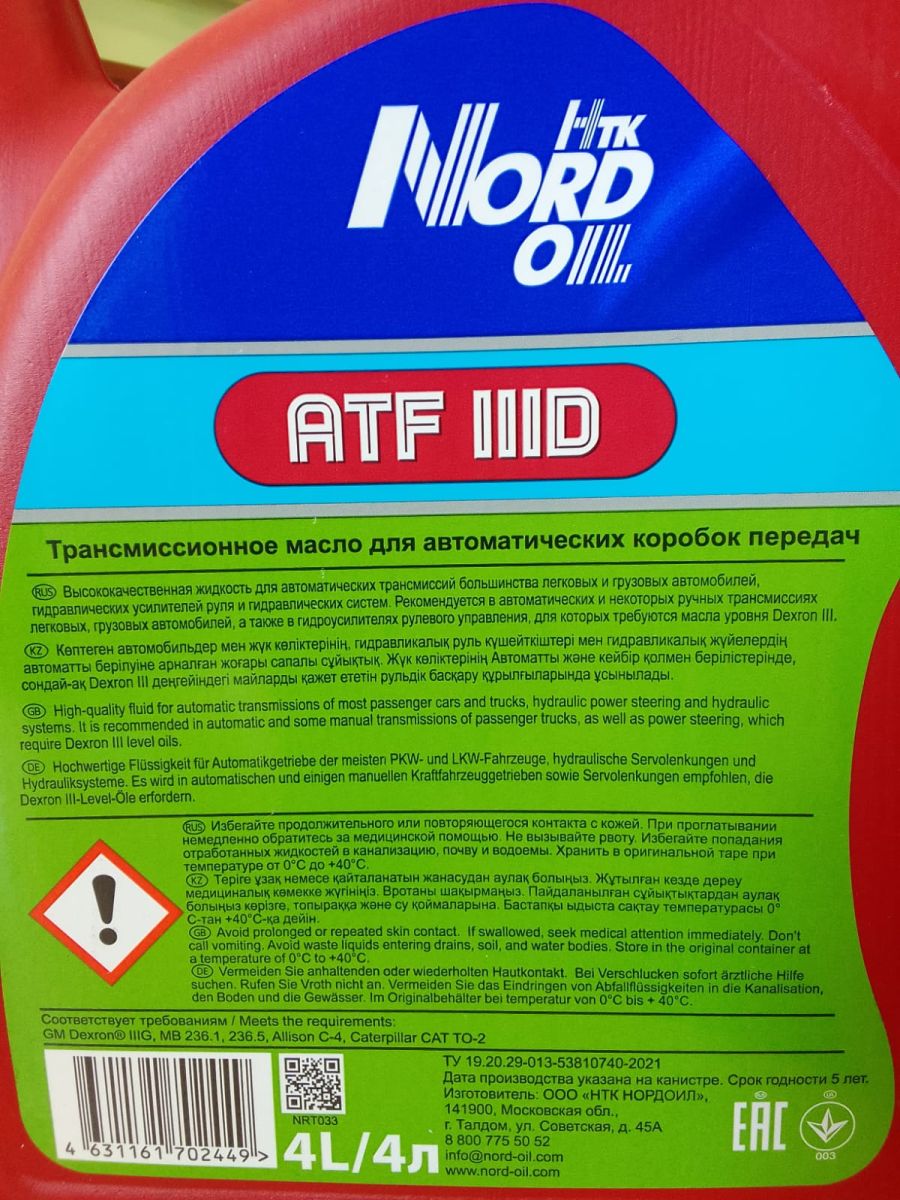 НТК
NORD
OIL
ATF IIID
Трансмиссионное масло для автоматических коробок передач
RUS Высококачественная жидкость для автоматических трансмиссий большинства легковых и грузовых автомобилей,
гидравлических усилителей руля и гидравлических систем. Рекомендуется в автоматических и некоторых ручных трансмиссиях
легковых, грузовых автомобилей, а также в гидроусилителях рулевого управления, для которых требуются масла уровня Dexron III.
KZ Көптеген автомобильдер мен жүк көліктерінің, гидравликалық руль күшейткіштері мен гидравликалық жүйелердің
автоматты берілуіне арналған жоғары сапалы сұйықтық. Жүк көліктерінің Автоматты және кейбір қолмен берілістерінде,
сондай-ақ Dexron III деңгейіндегі майларды қажет ететін рульдік басқару құрылғыларында ұсынылады.
GB High-quality fluid for automatic transmissions of most passenger cars and trucks, hydraulic power steering and hydraulic
systems. It is recommended in automatic and some manual transmissions of passenger trucks, as well as power steering, which
require Dexron III level oils.
DE Hochwertige Flüssigkeit für Automatikgetriebe der meisten PKW- und LKW-Fahrzeuge, hydraulische Servolenkungen und
Hydrauliksysteme. Es wird in automatischen und einigen manuellen Kraftfahrzeuggetrieben sowie Servolenkungen empfohlen, die
Dexron III-Level-Öle erfordern.
RUS Избегайте продолжительного или повторяющегося контакта с кожей. При проглатывании
немедленно обратитесь за медицинской помощью. Не вызывайте рвоту. Избегайте попадания
отработанных жидкостей в канализацию, почву и водоемы. Хранить в оригинальной таре при
температуре от 0°С до +40°С.
KZ Теріге ұзақ немесе қайталанатын жанасудан аулақ болыңыз. Жұтылған кезде дереу
медициналық көмекке жүгініңіз. Вротаны шақырмаңыз. Пайдаланылған сұйықтықтардан аулақ
болыңыз кәрізге, топыраққа және су қоймаларына. Бастапқы ыдыста сақтау температурасы 0°
С-тан +40°С-қа дейін.
GB Avoid prolonged or repeated skin contact. If swallowed, seek medical attention immediately. Don't
call vomiting. Avoid waste liquids entering drains, soil, and water bodies. Store in the original container at
a temperature of 0°C to +40°C.
DE Vermeiden Sie anhaltenden oder wiederholten Hautkontakt. Bei Verschlucken sofort ärztliche Hilfe
suchen. Rufen Sie Vroth nicht an. Vermeiden Sie das Eindringen von Abfallflüssigkeiten in die Kanalisation,
den Boden und die Gewässer. Im Originalbehälter bei temperatur von 0°C bis + 40°C.
Соответствует требованиям / Meets the requirements:
GM Dexron® IIIG, MB 236.1, 236.5, Allison C-4, Caterpillar CAT TO-2
4 631161 702449 >
NRT033
4L/4л
ТУ 19.20.29-013-53810740-2021
Дата производства указана на канистре. Срок годности 5 лет.
Изготовитель: ООО «НТК НОРДОИЛ»,
141900, Московская обл.,
г. Талдом, ул. Советская, д. 45А
8 800 775 50 52
info@nord-oil.com
www.nord-oil.com
EAC
003